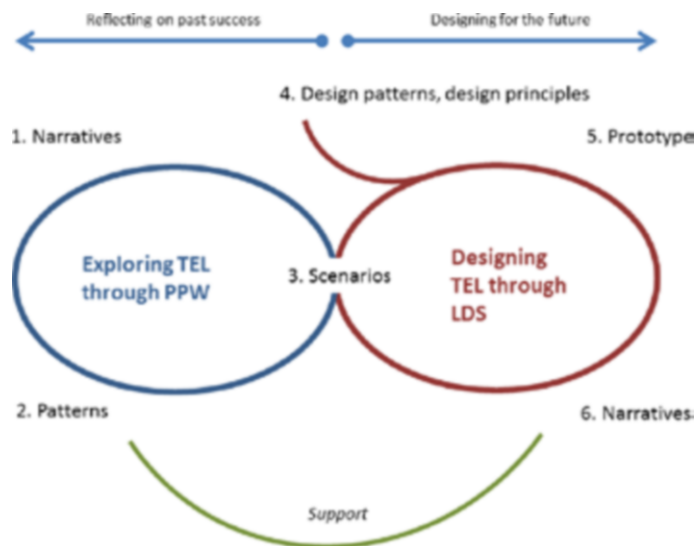 Reflecting on past success
Designing for the future
4. Design patterns, design principles
1. Narratives
5. Prototype
Exploring TEL
through PPW
3. Scenarios
Designing
TEL through
LDS
2. Patterns
6. Narratives
Support